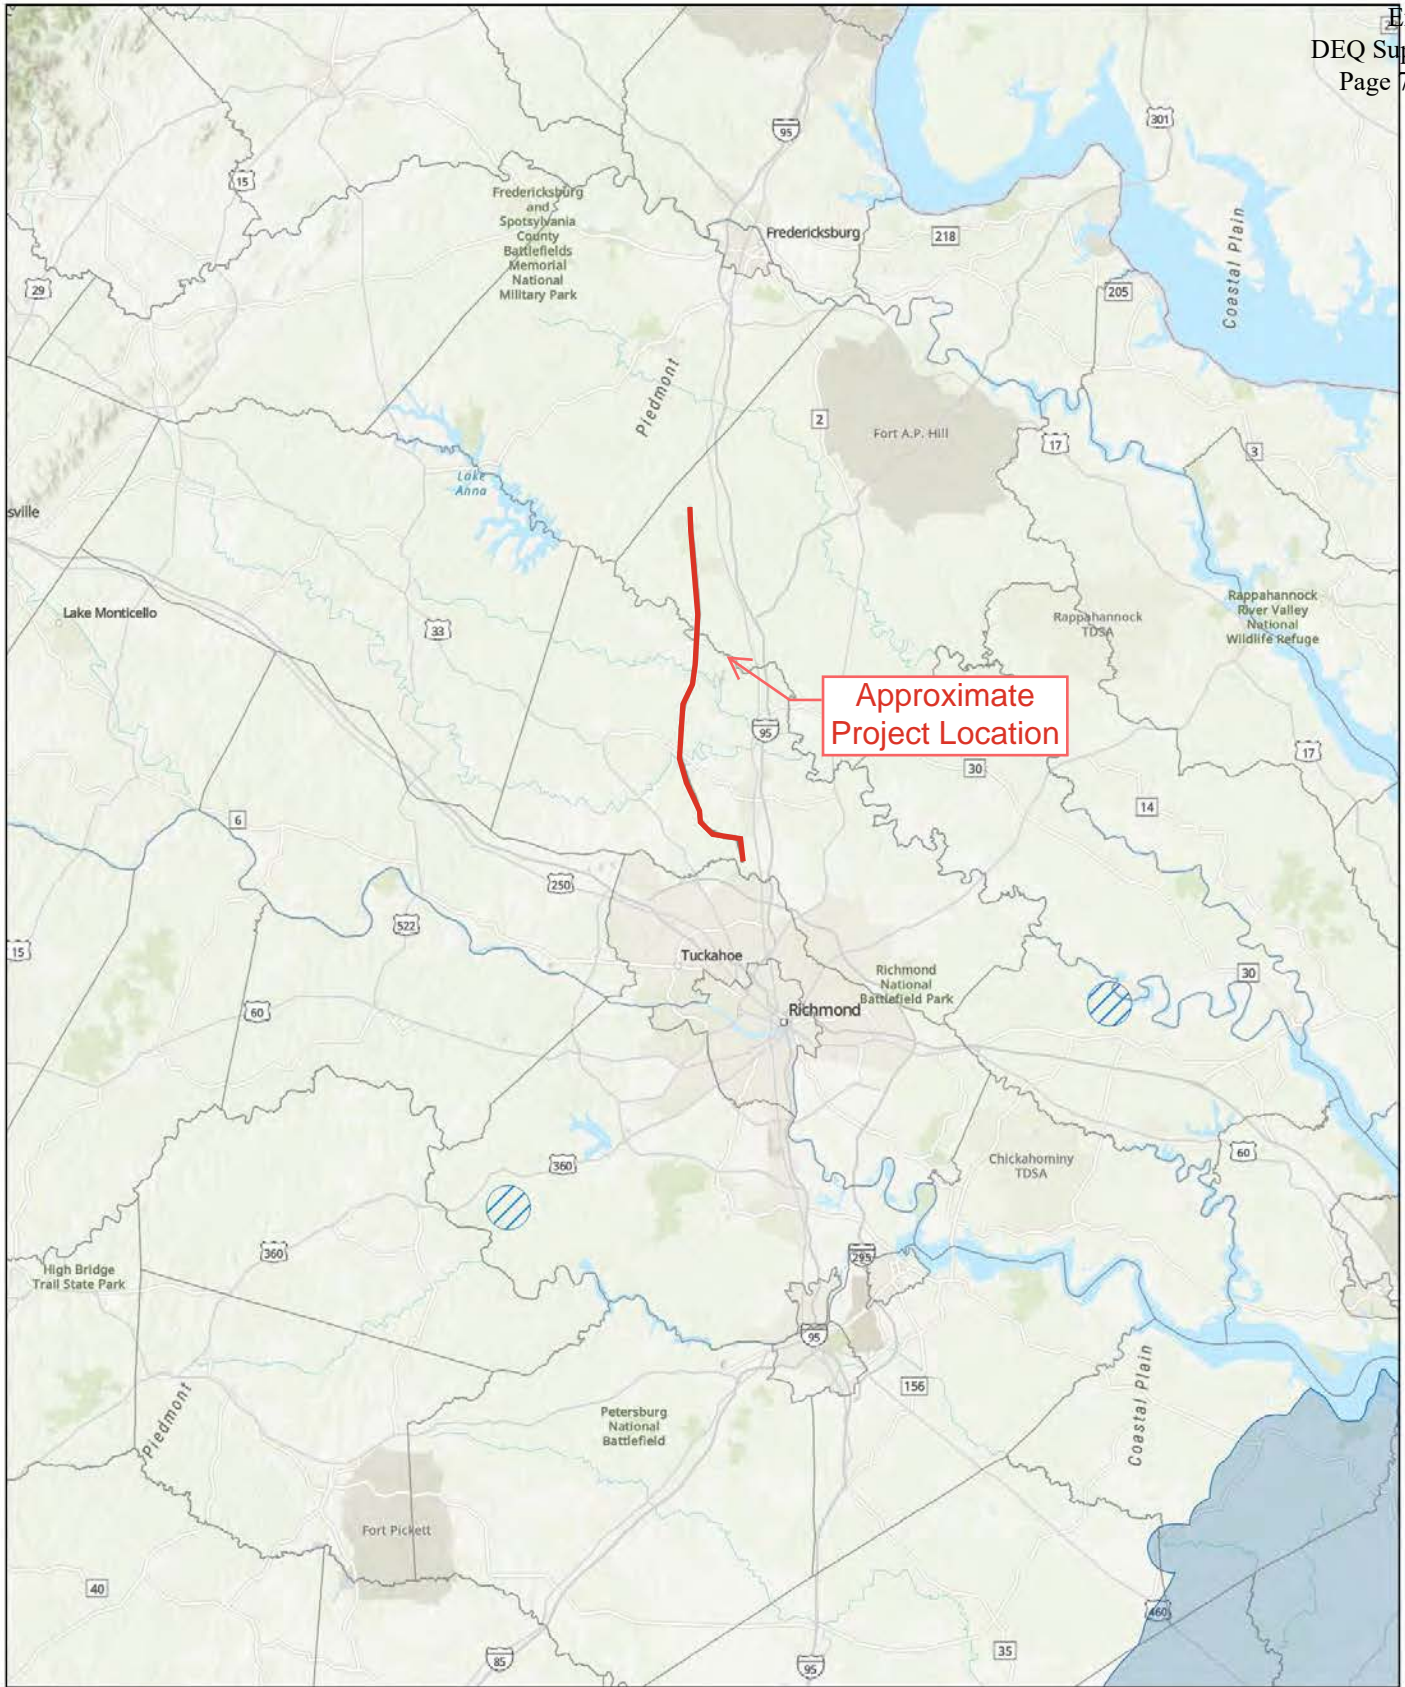 E
DEQ Sup
Page 7
95
301
15
Fredericksburg
and
Spotsylvania
County
Battlefields
Memorial
National
Military Park
Fredericksburg
218
29
205
Coastal Plain
Piedmont
2
Fort A.P. Hill
17
3
Lake
Anna
sville
Lake Monticello
33
Rappahannock
TDSA
Rappahannock
River Valley
National
Wildlife Refuge
Approximate
Project Location
95
30
17
14
6
250
522
15
Tuckahoe
Richmond
National
Battlefield Park
30
60
Richmond
360
Chickahominy
TDSA
60
360
High Bridge
Trail State Park
295
95
156
Piedmont
Petersburg
National
Battlefield
Coastal Plain
Fort Pickett
40
460
85
95
35